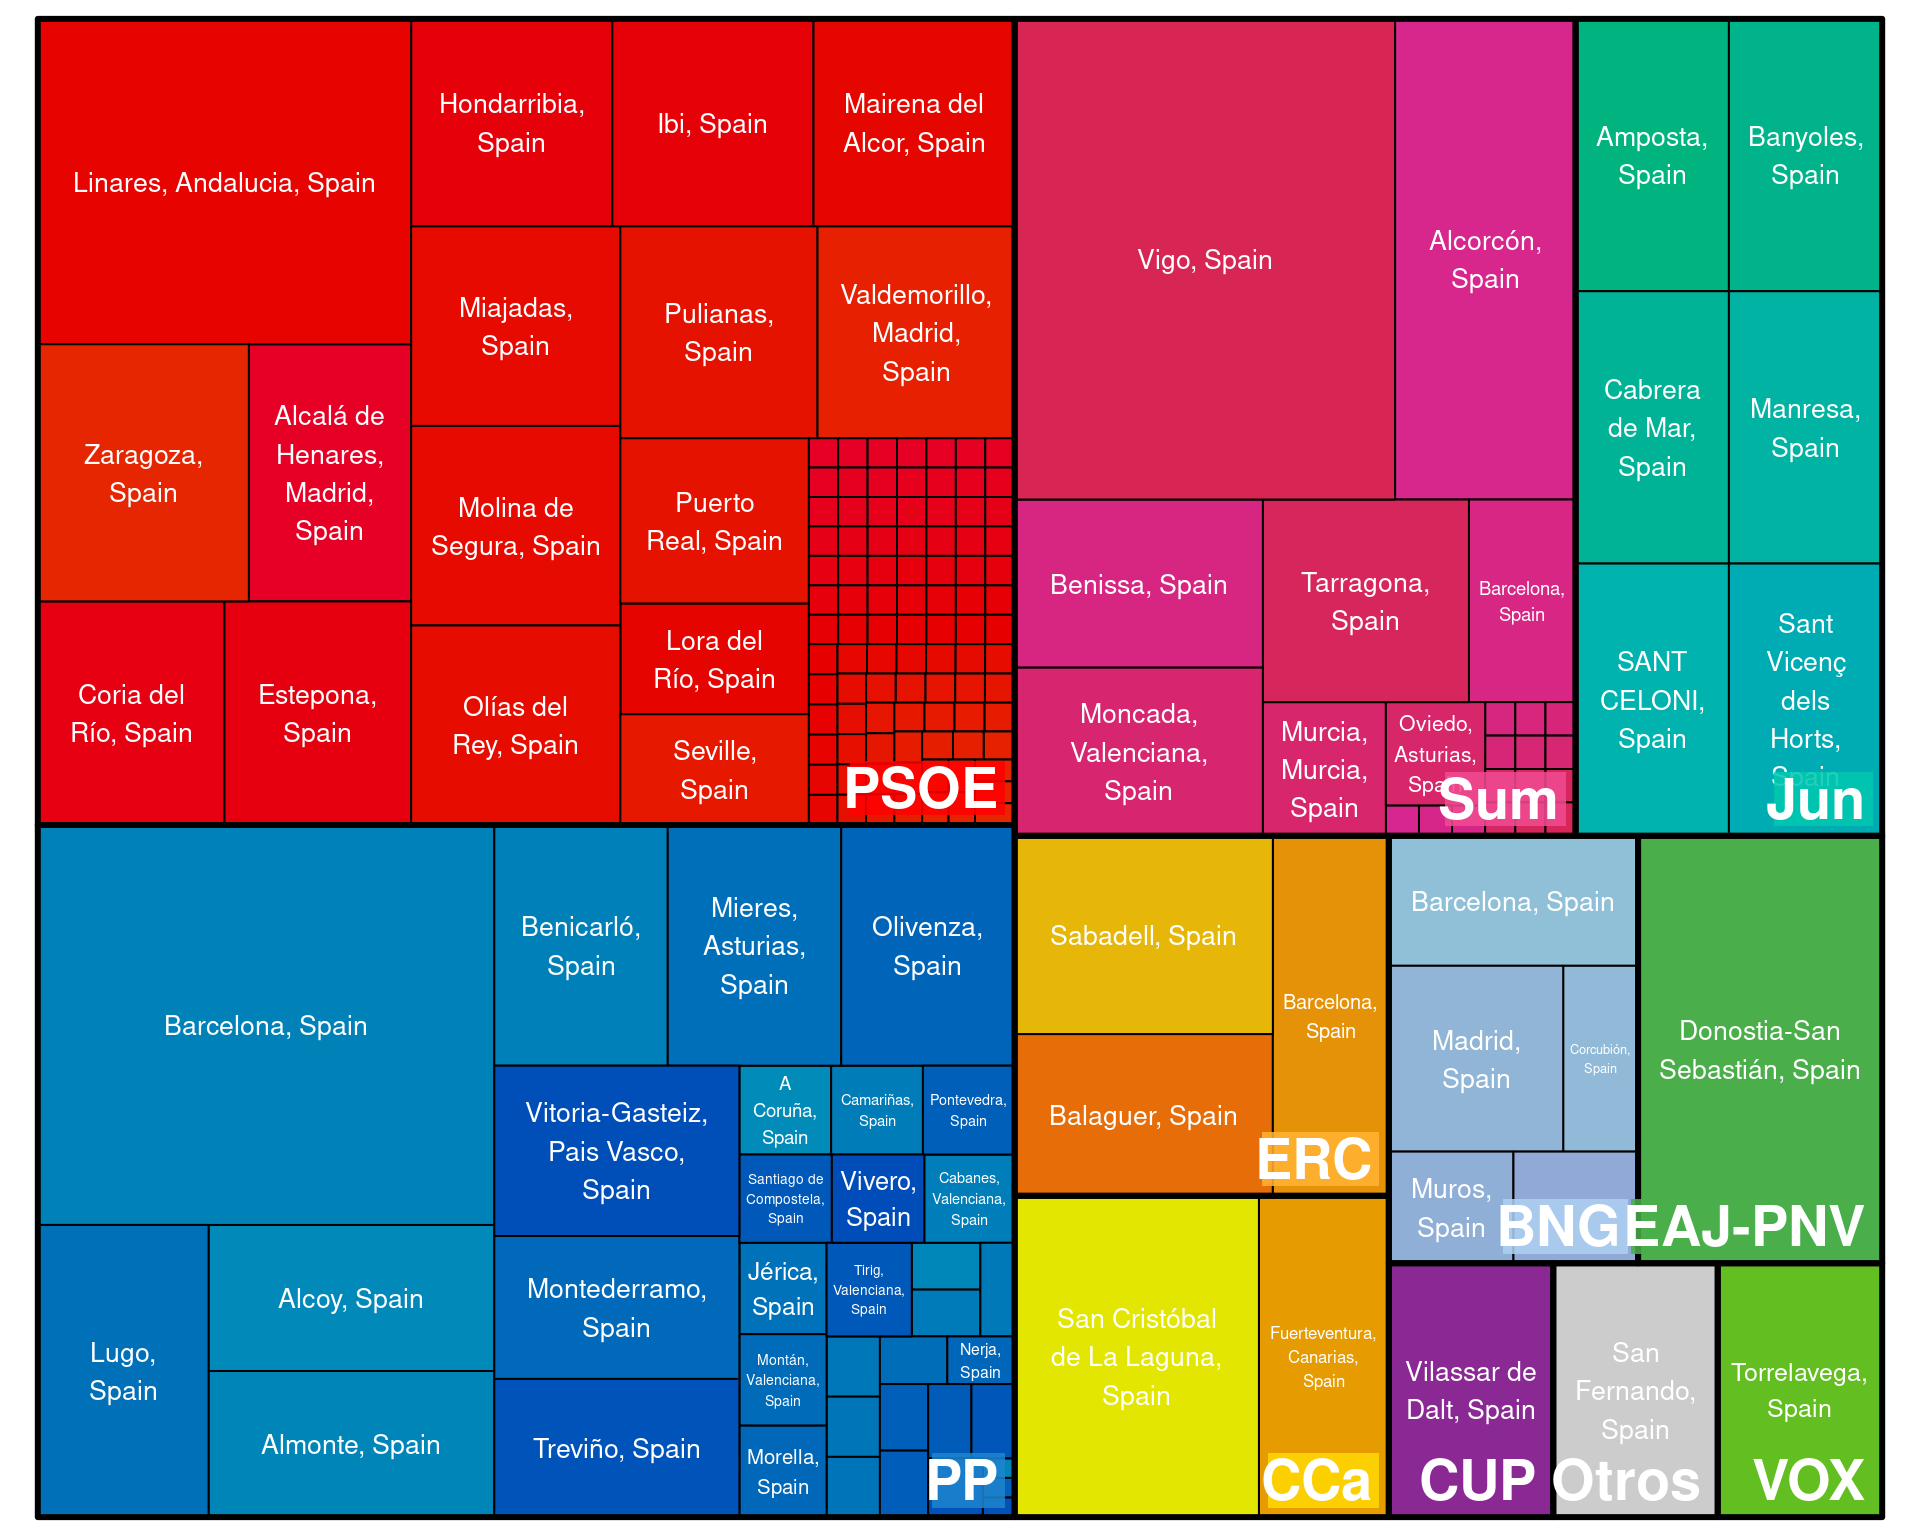 Linares, Andalucia, Spain
Hondarribia,
Spain
Ibi, Spain
Mairena del
Alcor, Spain
Miajadas,
Spain
Pulianas,
Spain
Valdemorillo,
Madrid,
Spain
Zaragoza,
Spain
Alcalá de
Henares,
Madrid,
Spain
Molina de
Segura, Spain
Puerto
Real, Spain
Coria del
Río, Spain
Estepona,
Spain
Olías del
Rey, Spain
Lora del
Río, Spain
Seville,
Spain
PSOE
Vigo, Spain
Alcorcón,
Spain
Benissa, Spain
Tarragona,
Spain
Barcelona,
Spain
Moncada,
Valenciana,
Spain
Murcia,
Murcia,
Spain
Oviedo,
Asturias,
Spain
Sum
Amposta,
Spain
Banyoles,
Spain
Cabrera
de Mar,
Spain
Manresa,
Spain
SANT
CELONI,
Spain
Sant
Vicenç
dels
Horts,
Spain
Jun
Barcelona, Spain
Benicarló,
Spain
Mieres,
Asturias,
Spain
Olivenza,
Spain
Vitoria-Gasteiz,
Pais Vasco,
Spain
A
Coruña,
Spain
Camariñas,
Spain
Pontevedra,
Spain
Santiago de
Compostela,
Spain
Vivero,
Spain
Cabanes,
Valenciana,
Spain
Lugo,
Spain
Alcoy, Spain
Almonte, Spain
Montederramo,
Spain
Treviño, Spain
Jérica,
Spain
Tirig,
Valenciana,
Spain
Montán,
Valenciana,
Spain
Nerja,
Spain
Morella,
Spain
PP
Sabadell, Spain
Barcelona,
Spain
Balaguer, Spain
ERC
San Cristóbal
de La Laguna,
Spain
Fuerteventura,
Canarias,
Spain
CCa
Barcelona, Spain
Madrid,
Spain
Corcubión,
Spain
Muros,
Spain
BNG
Donostia-San
Sebastián, Spain
EAJ-PNV
Vilassar de
Dalt, Spain
CUP
San
Fernando,
Spain
Otros
Torrelavega,
Spain
VOX